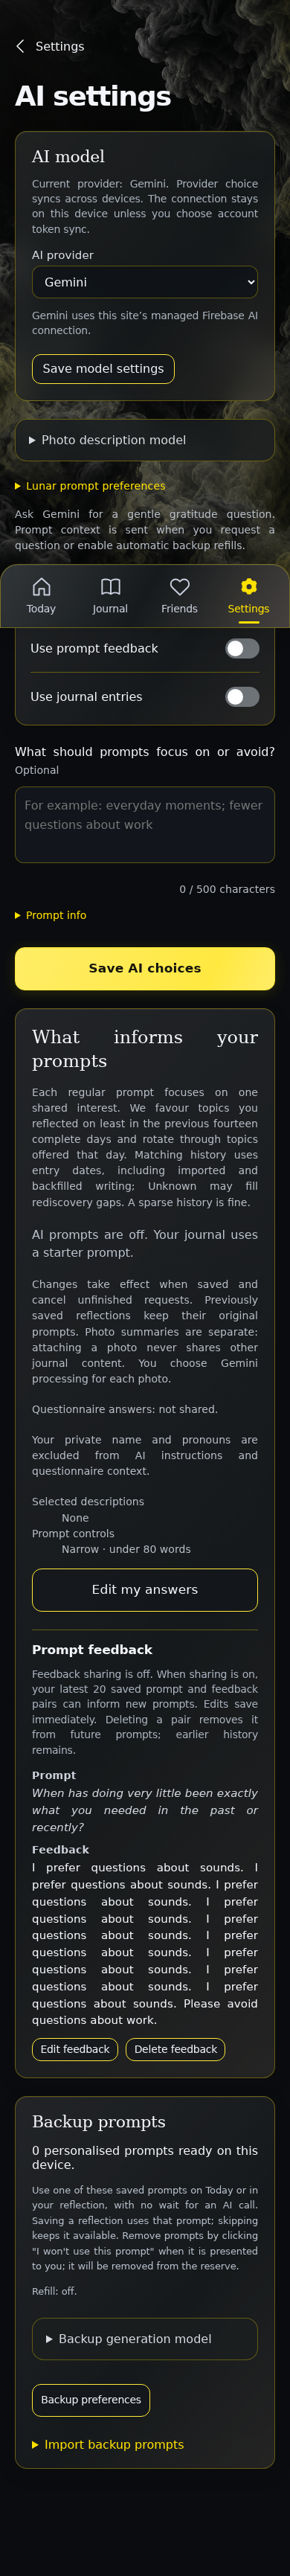 Settings
AI settings
AI model
Current provider: Gemini. Provider choice
syncs across devices. The connection stays
on this device unless you choose account
token sync.
AI provider
Gemini
Gemini uses this site’s managed Firebase AI
connection.
Save model settings
Photo description model
Lunar prompt preferences
Ask Gemini for a gentle gratitude question.
Prompt context is sent when you request a
question or enable automatic backup refills.
Today
Journal
Friends
Settings
Use prompt feedback
Use journal entries
What should prompts focus on or avoid?
Optional
For example: everyday moments; fewer
questions about work
0 / 500 characters
Prompt info
Save AI choices
What informs your
prompts
Each regular prompt focuses on one
shared interest. We favour topics you
reflected on least in the previous fourteen
complete days and rotate through topics
offered that day. Matching history uses
entry dates, including imported and
backfilled writing; Unknown may fill
rediscovery gaps. A sparse history is fine.
AI prompts are off. Your journal uses
a starter prompt.
Changes take effect when saved and
cancel unfinished requests. Previously
saved reflections keep their original
prompts. Photo summaries are separate:
attaching a photo never shares other
journal content. You choose Gemini
processing for each photo.
Questionnaire answers: not shared.
Your private name and pronouns are
excluded from AI instructions and
questionnaire context.
Selected descriptions
None
Prompt controls
Narrow · under 80 words
Edit my answers
Prompt feedback
Feedback sharing is off. When sharing is on,
your latest 20 saved prompt and feedback
pairs can inform new prompts. Edits save
immediately. Deleting a pair removes it
from future prompts; earlier history
remains.
Prompt
When has doing very little been exactly
what you needed in the past or
recently?
Feedback
I prefer questions about sounds. I
prefer questions about sounds. I prefer
questions about sounds. I prefer
questions about sounds. I prefer
questions about sounds. I prefer
questions about sounds. I prefer
questions about sounds. I prefer
questions about sounds. I prefer
questions about sounds. Please avoid
questions about work.
Edit feedback
Delete feedback
Backup prompts
0 personalised prompts ready on this
device.
Use one of these saved prompts on Today or in
your reflection, with no wait for an AI call.
Saving a reflection uses that prompt; skipping
keeps it available. Remove prompts by clicking
"I won't use this prompt" when it is presented
to you; it will be removed from the reserve.
Refill: off.
Backup generation model
Backup preferences
Import backup prompts